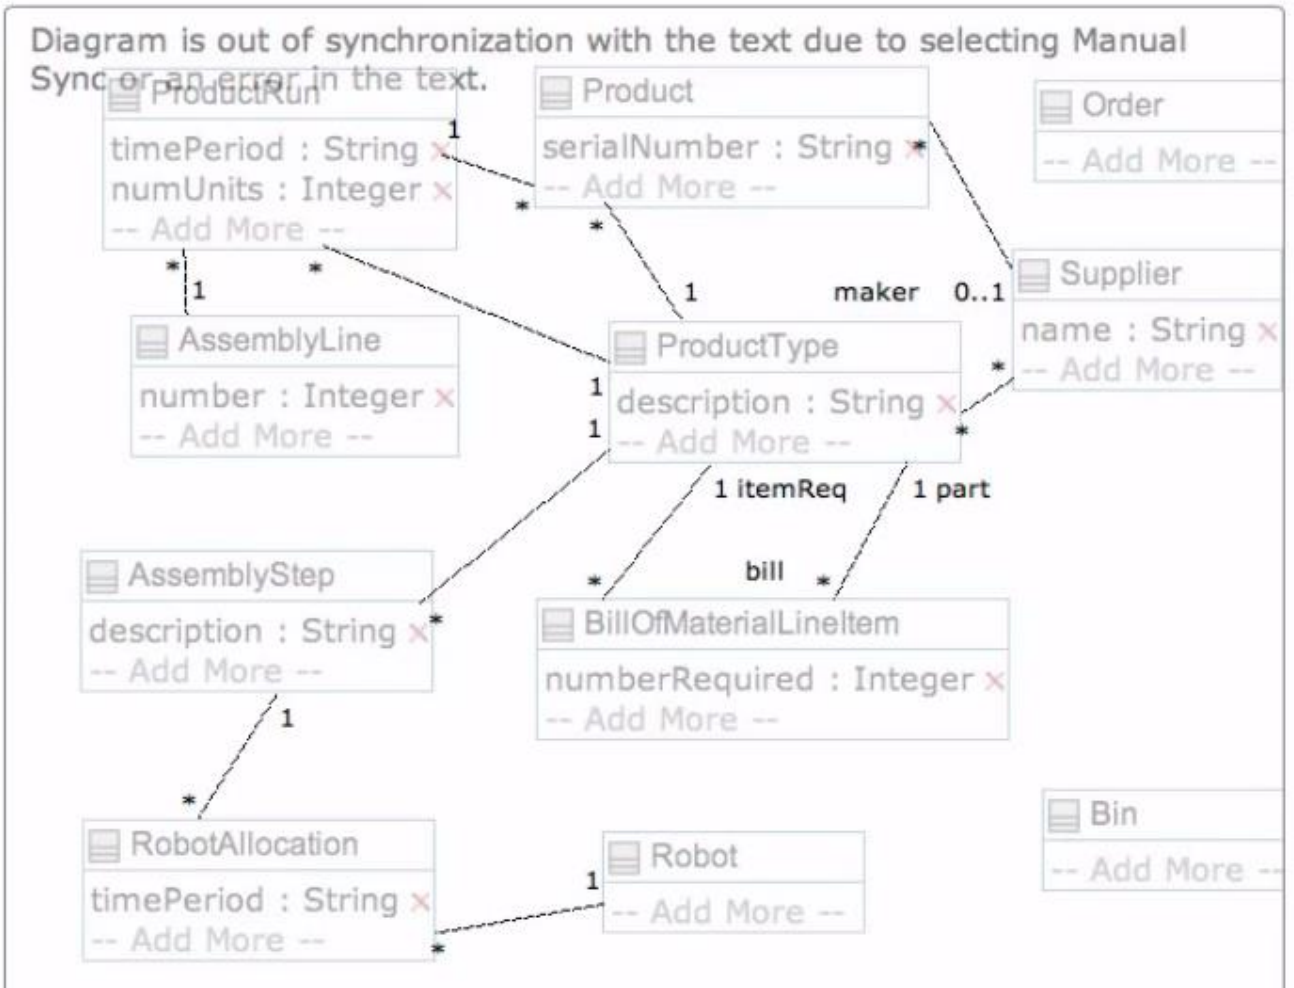 Diagram is out of synchronization with the text due to selecting Manual
Sync or an error in the text.
ProductRun
timePeriod : String ×
numUnits : Integer ×
-- Add More --
1
*
Product
serialNumber : String ×
-- Add More --
*
*
Order
-- Add More --
*
1
*
1
maker 0..1
Supplier
name : String ×
-- Add More --
*
AssemblyLine
number : Integer ×
-- Add More --
ProductType
description : String ×
-- Add More --
1
1
*
1 itemReq
1 part
*
bill *
AssemblyStep
description : String ×
-- Add More --
*
BillOfMaterialLineItem
numberRequired : Integer ×
-- Add More --
1
*
RobotAllocation
timePeriod : String ×
-- Add More --
*
1
Robot
-- Add More --
Bin
-- Add More --